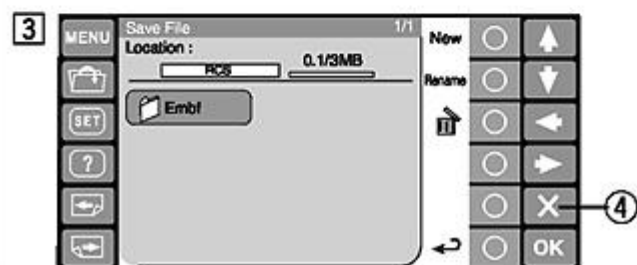 3
MENU
Save File 1/1
New
Location :
RCS 0.1/3MB
Rename
Embf
SET
?
4
OK